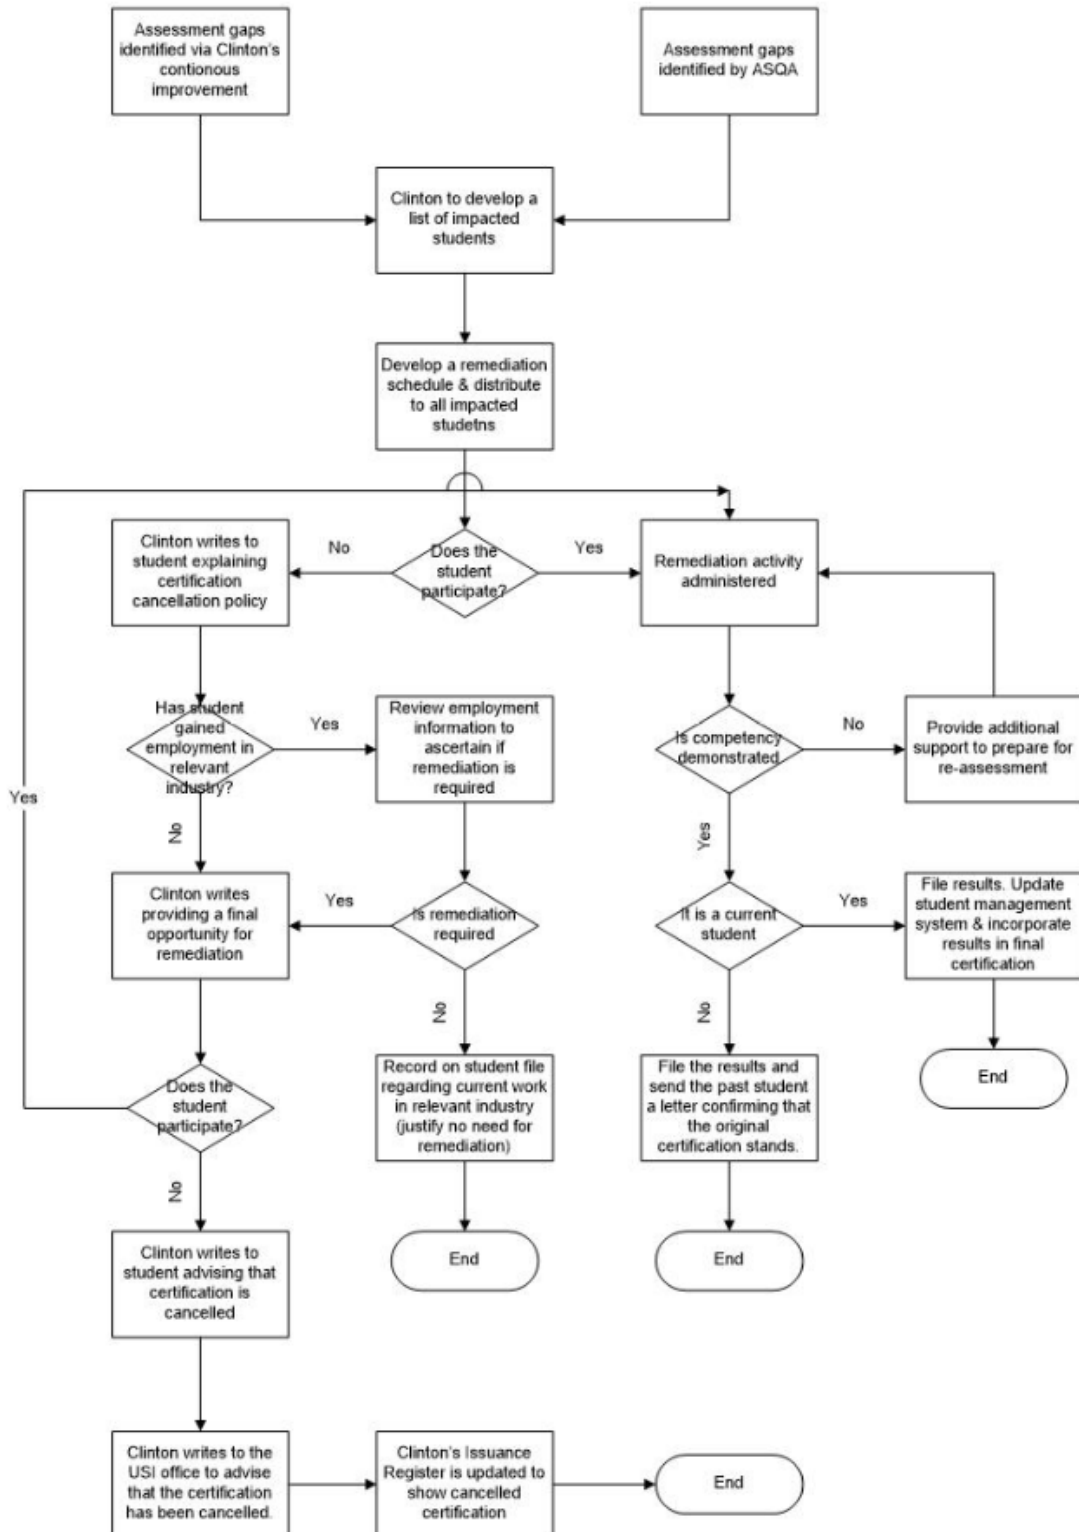 Assessment gaps
identified via Clinton's
contionous
improvement
Assessment gaps
identified by ASQA
Clinton to develop a
list of impacted
students
Develop a remediation
schedule & distribute
to all impacted
studetns
Clinton writes to
student explaining
certification
cancellation policy
No
Does the
student
participate?
Yes
Remediation activity
administered
Has student
gained
employment in
relevant
industry?
Yes
Review employment
information to
ascertain if
remediation is
required
Is competency
demonstrated
No
Provide additional
support to prepare for
re-assessment
Yes
No
Yes
Clinton writes
providing a final
opportunity for
remediation
Yes
Is remediation
required
It is a current
student
Yes
File results. Update
student management
system & incorporate
results in final
certification
No
No
Does the
student
participate?
Record on student file
regarding current work
in relevant industry
(justify no need for
remediation)
File the results and
send the past student
a letter confirming that
the original
certification stands.
End
No
Clinton writes to
student advising that
certification is
cancelled
End
End
Clinton writes to the
USI office to advise
that the certification
has been cancelled.
Clinton's Issuance
Register is updated to
show cancelled
certification
End